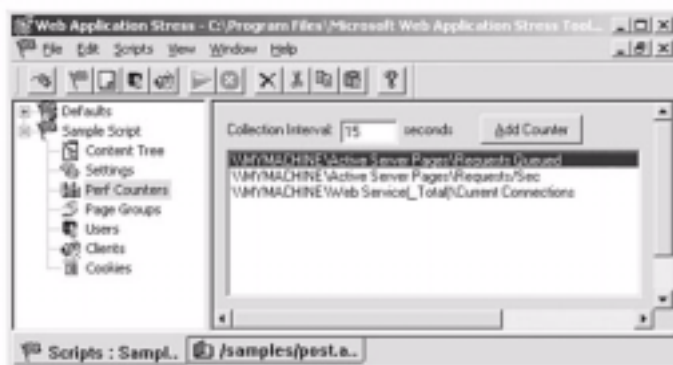 Web Application Stress - C:\Program Files\Microsoft Web Application Stress Tool...
File Edit Scripts View Window Help
Defaults
Sample Script
Content Tree
Settings
Perf Counters
Page Groups
Users
Clients
Cookies
Collection Interval: 15 seconds Add Counter
\\MYMACHINE\Active Server Pages\Requests Queued
\\MYMACHINE\Active Server Pages\Requests/Sec
\\MYMACHINE\Web Service(_Total)\Current Connections
Scripts : Sampl.. /samples/post.a..